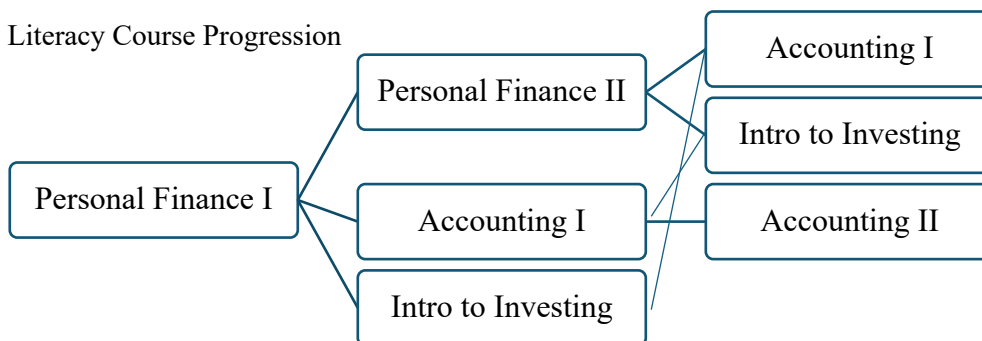 Literacy Course Progression
Personal Finance I
Personal Finance II
Accounting I
Intro to Investing
Accounting I
Intro to Investing
Accounting II